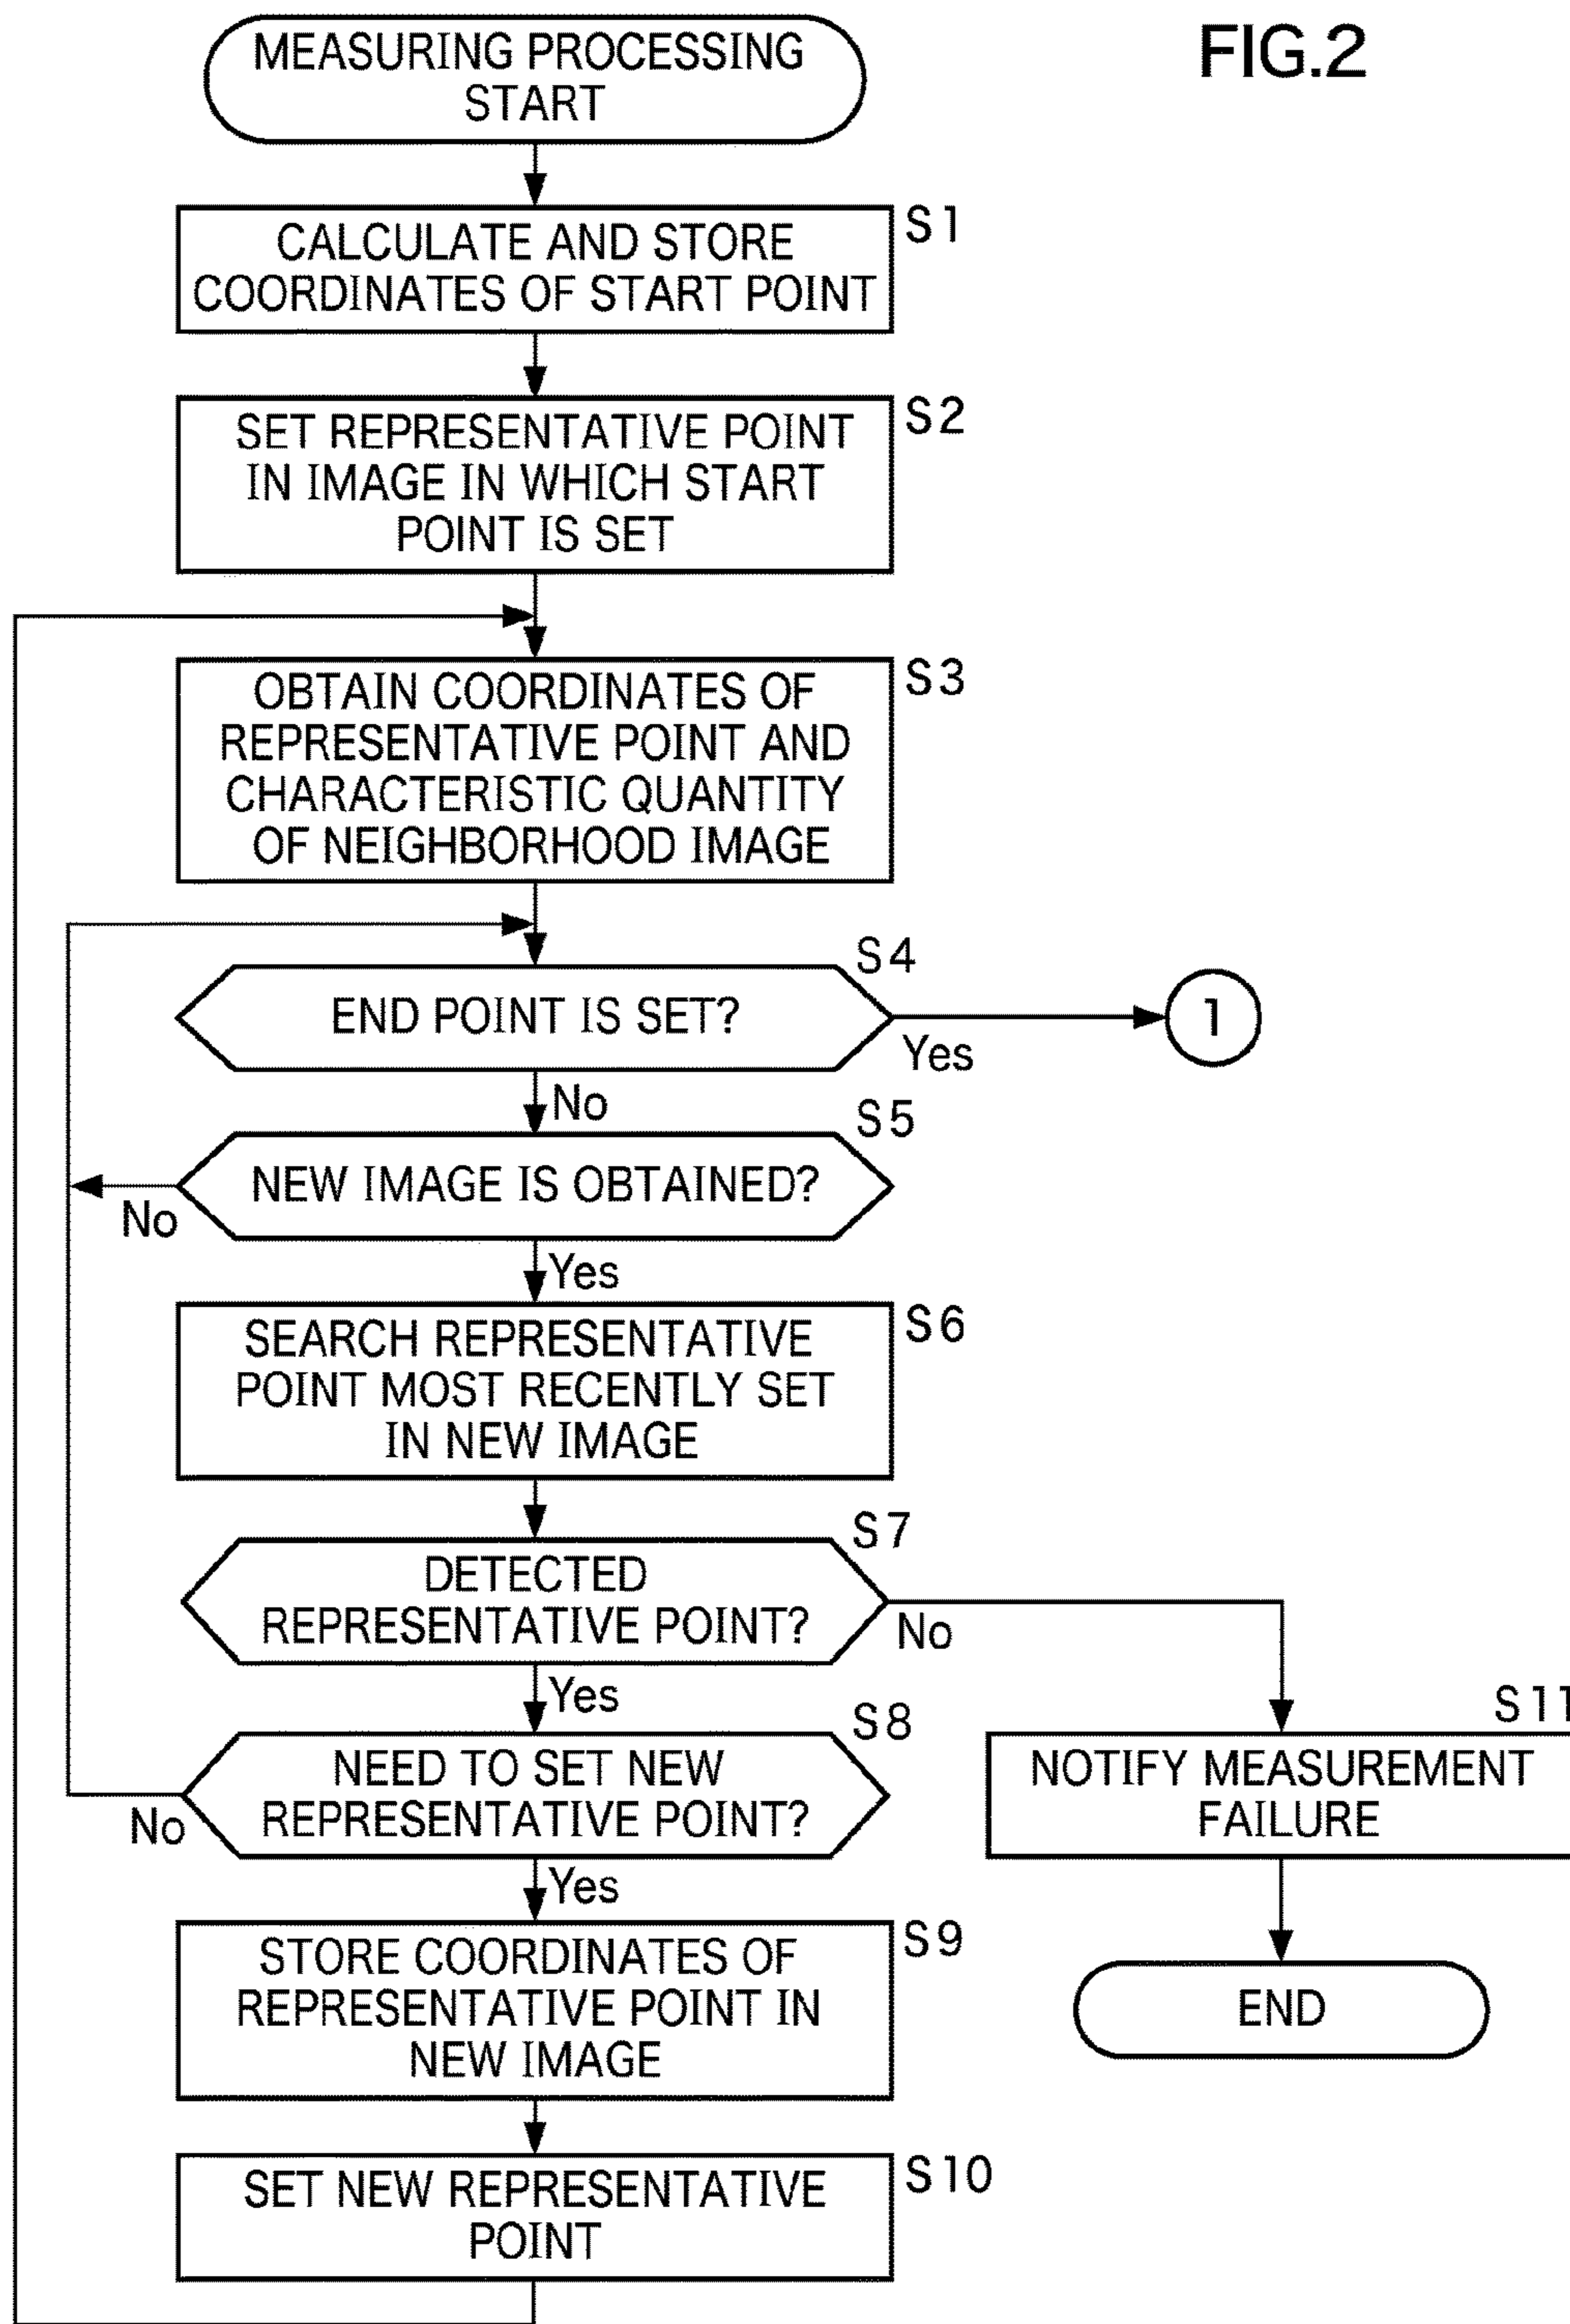 FIG.2
MEASURING PROCESSING
START
S1
CALCULATE AND STORE
COORDINATES OF START POINT
S2
SET REPRESENTATIVE POINT
IN IMAGE IN WHICH START
POINT IS SET
S3
OBTAIN COORDINATES OF
REPRESENTATIVE POINT AND
CHARACTERISTIC QUANTITY
OF NEIGHBORHOOD IMAGE
S4
END POINT IS SET?
1
Yes
No
S5
NEW IMAGE IS OBTAINED?
No
Yes
S6
SEARCH REPRESENTATIVE
POINT MOST RECENTLY SET
IN NEW IMAGE
S7
DETECTED
REPRESENTATIVE POINT?
No
Yes
S8
NEED TO SET NEW
REPRESENTATIVE POINT?
No
Yes
S11
NOTIFY MEASUREMENT
FAILURE
S9
STORE COORDINATES OF
REPRESENTATIVE POINT IN
NEW IMAGE
END
S10
SET NEW REPRESENTATIVE
POINT